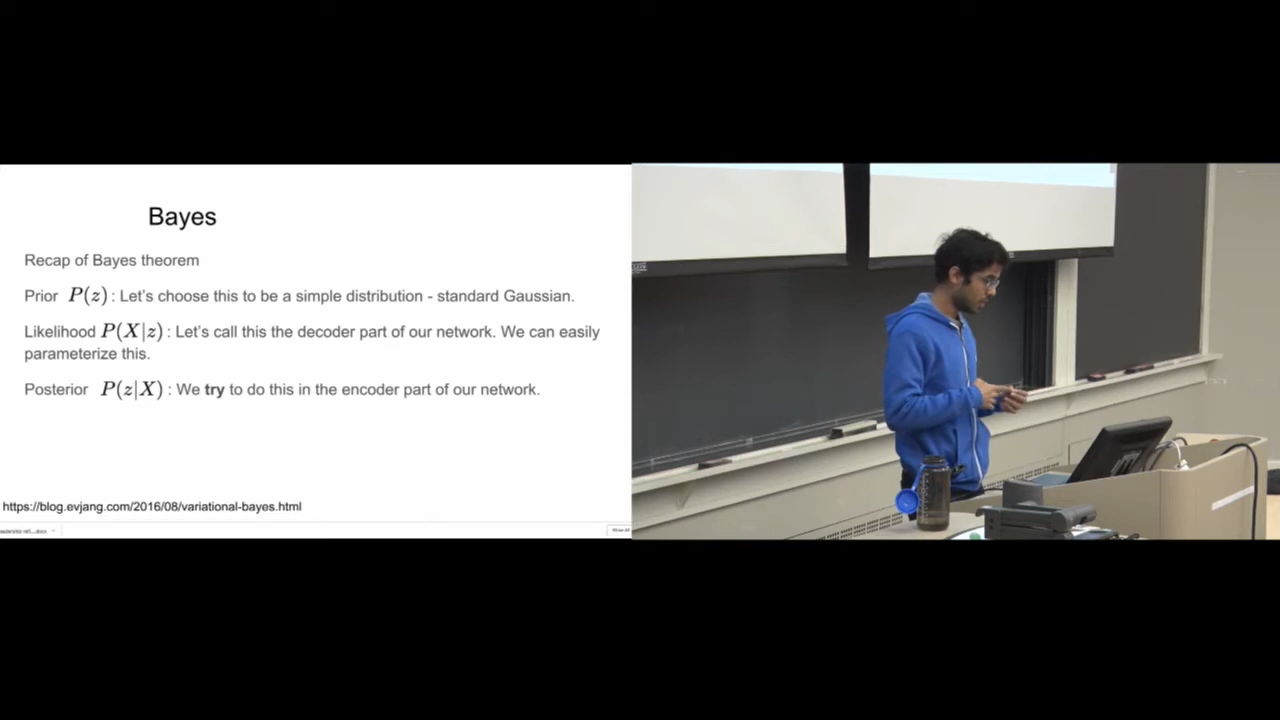 Bayes
Recap of Bayes theorem
Prior P(z) : Let's choose this to be a simple distribution - standard Gaussian.
Likelihood P(X|z) : Let's call this the decoder part of our network. We can easily
parameterize this.
Posterior P(z|X) : We try to do this in the encoder part of our network.
https://blog.evjang.com/2016/08/variational-bayes.html